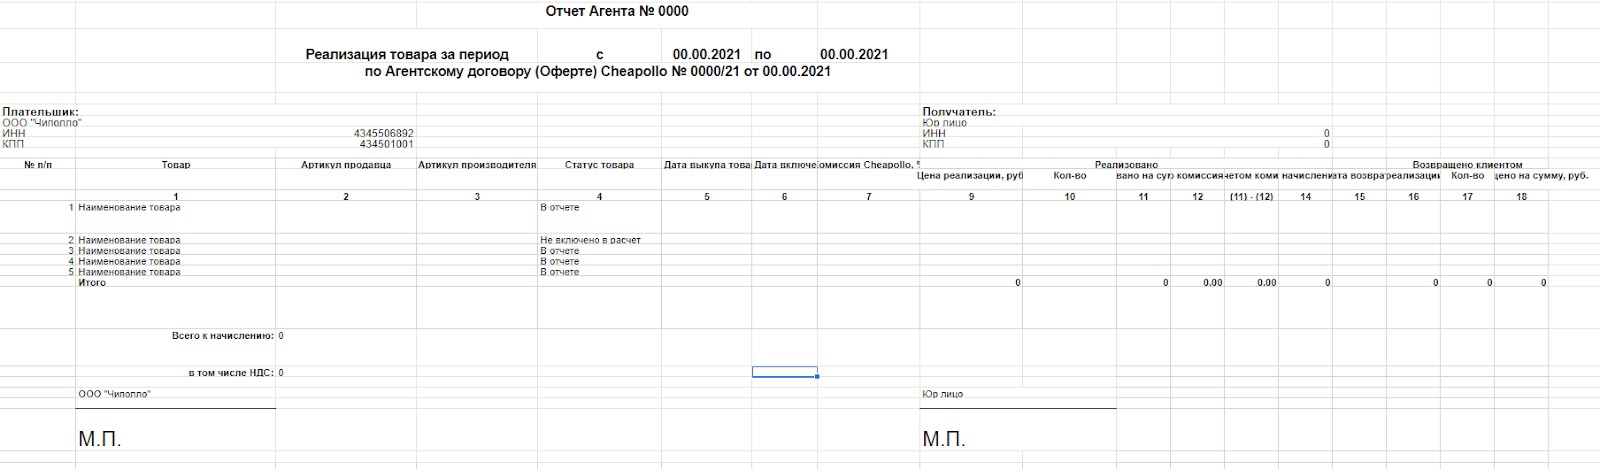 Отчет Агента № 0000
Реализация товара за период с 00.00.2021 по 00.00.2021
по Агентскому договору (Оферте) Cheapollo № 0000/21 от 00.00.2021
Плательшик: Получатель:
ООО "Чиполло" Юр лицо
ИНН 4345506892 ИНН 0
КПП 434501001 КПП 0
№ п/п Товар Артикул продавца Артикул производителя Статус товара Дата выкупа това Дата включе комиссия Cheapollo, Реализовано Возвращено клиентом
Цена реализации, руб Кол-во вано на су комиссия четом коми начислени ата возвра реализации Кол-во цено на сумму, руб.
1 2 3 4 5 6 7 9 10 11 12 (11) - (12) 14 15 16 17 18
1 Наименование товара В отчете
2 Наименование товара Не включено в расчет
3 Наименование товара В отчете
4 Наименование товара В отчете
5 Наименование товара В отчете
Итого 0 0 0,00 0,00 0 0 0 0
Всего к начислению: 0
в том числе НДС: 0
ООО "Чиполло" Юр лицо
М.П. М.П.